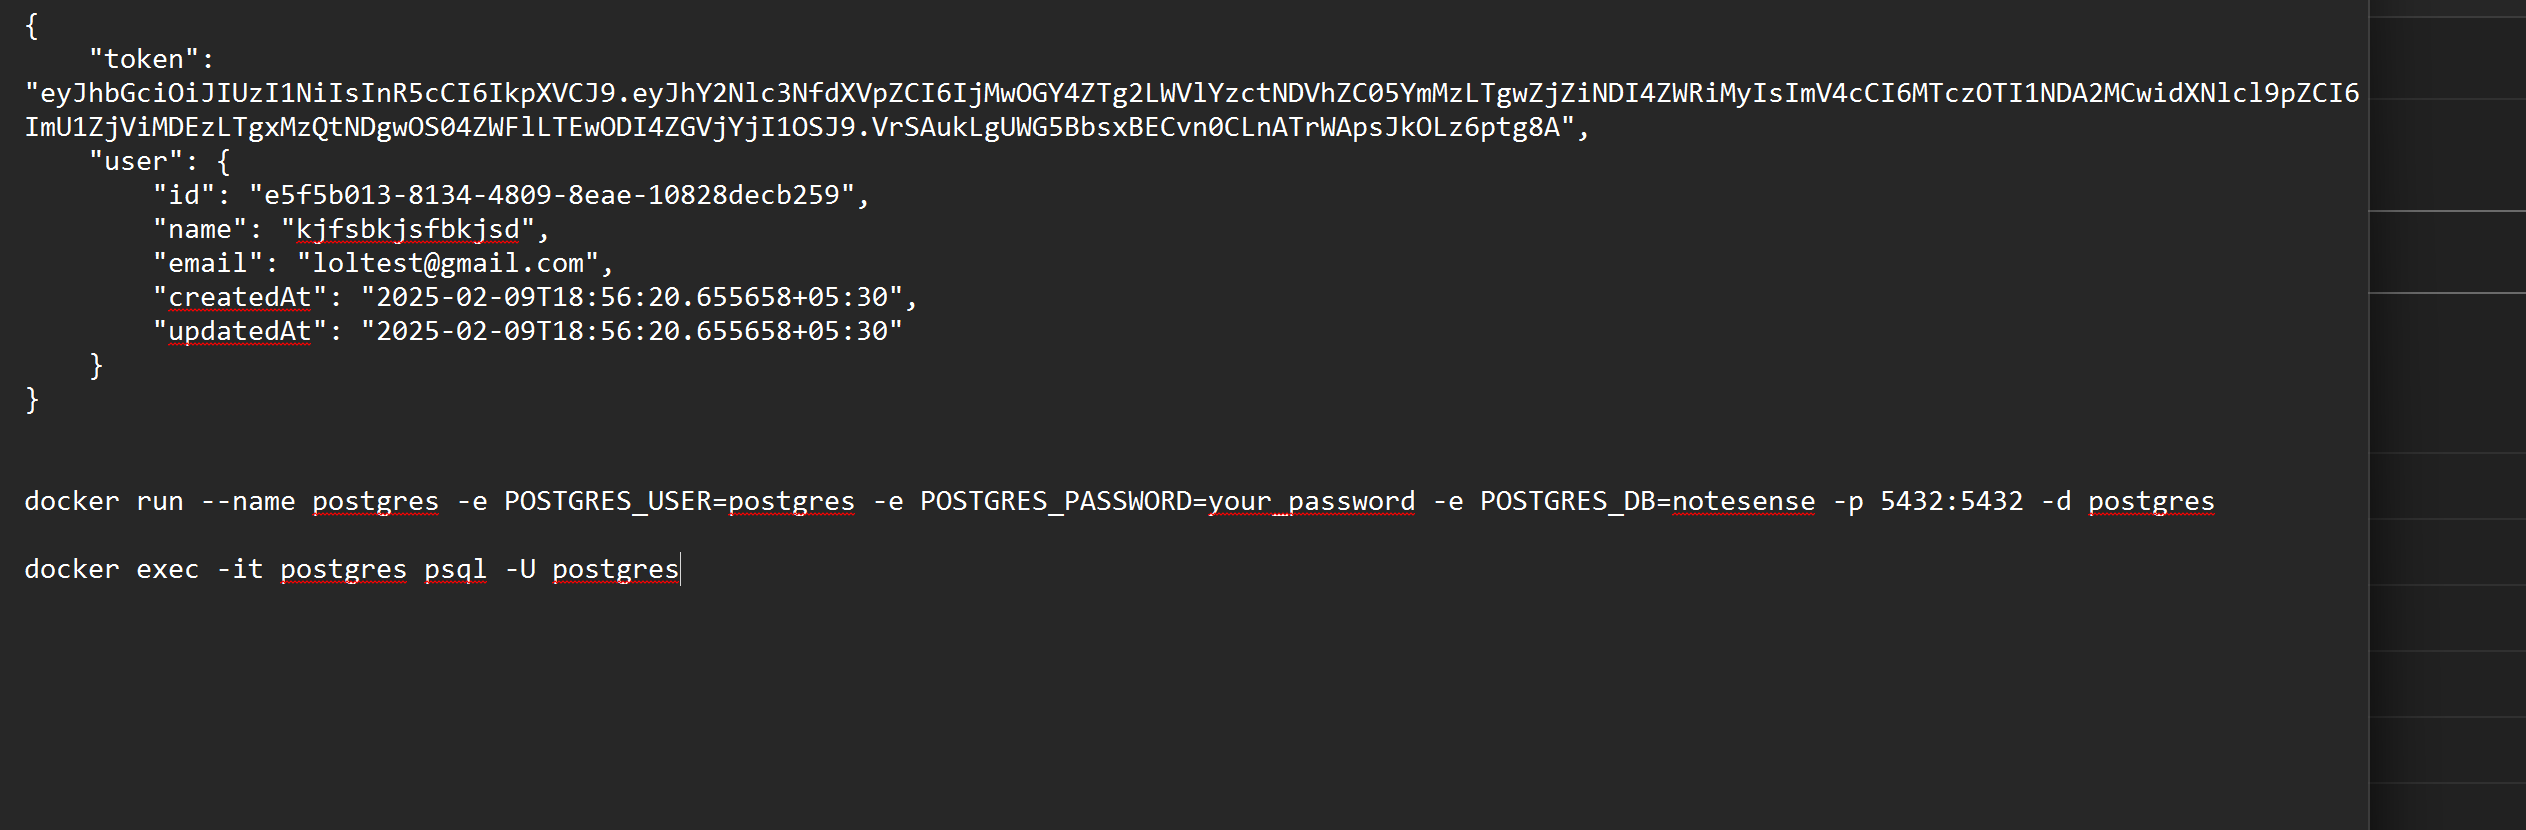 {
    "token":
"eyJhbGciOiJIUzI1NiIsInR5cCI6IkpXVCJ9.eyJhY2Nlc3NfdXVpZCI6IjMwOGY4ZTg2LWVlYzctNDVhZC05YmMzLTgwZjZiNDI4ZWRiMyIsImV4cCI6MTczOTI1NDA2MCwidXNlcl9pZCI6
ImU1ZjViMDEzLTgxMzQtNDgwOS04ZWFlLTEwODI4ZGVjYjI1OSJ9.VrSAukLgUWG5BbsxBECvn0CLnATrWApsJkOLz6ptg8A",
    "user": {
        "id": "e5f5b013-8134-4809-8eae-10828decb259",
        "name": "kjfsbkjsfbkjsd",
        "email": "loltest@gmail.com",
        "createdAt": "2025-02-09T18:56:20.655658+05:30",
        "updatedAt": "2025-02-09T18:56:20.655658+05:30"
    }
}
docker run --name postgres -e POSTGRES_USER=postgres -e POSTGRES_PASSWORD=your_password -e POSTGRES_DB=notesense -p 5432:5432 -d postgres
docker exec -it postgres psql -U postgres